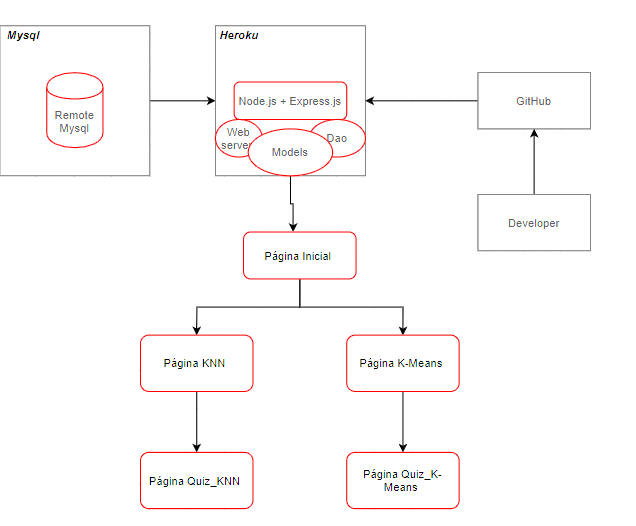 Mysql
Remote
Mysql
Heroku
Node.js + Express.js
Web
server
Dao
Models
GitHub
Developer
Página Inicial
Página KNN
Página K-Means
Página Quiz_KNN
Página Quiz_K-
Means